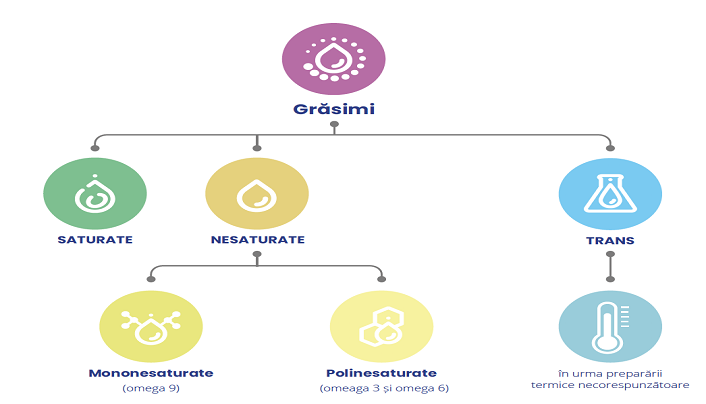 Grăsimi
SATURATE
NESATURATE
TRANS
Mononesaturate
(omega 9)
Polinesaturate
(omeaga 3 și omega 6)
în urma preparării
termice necorespunzătoare